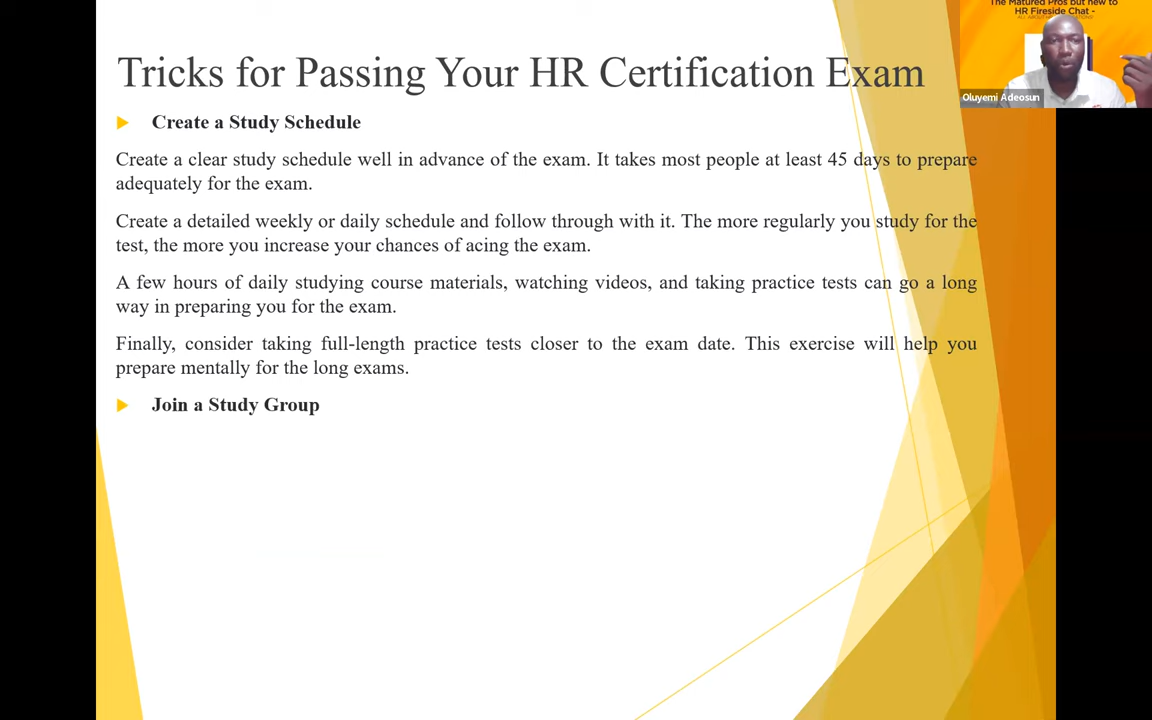 Tricks for Passing Your HR Certification Exam
The Matured Pros but new to
HR Fireside Chat -
Oluyemi Adeosun
Create a Study Schedule
Create a clear study schedule well in advance of the exam. It takes most people at least 45 days to prepare
adequately for the exam.
Create a detailed weekly or daily schedule and follow through with it. The more regularly you study for the
test, the more you increase your chances of acing the exam.
A few hours of daily studying course materials, watching videos, and taking practice tests can go a long
way in preparing you for the exam.
Finally, consider taking full-length practice tests closer to the exam date. This exercise will help you
prepare mentally for the long exams.
Join a Study Group